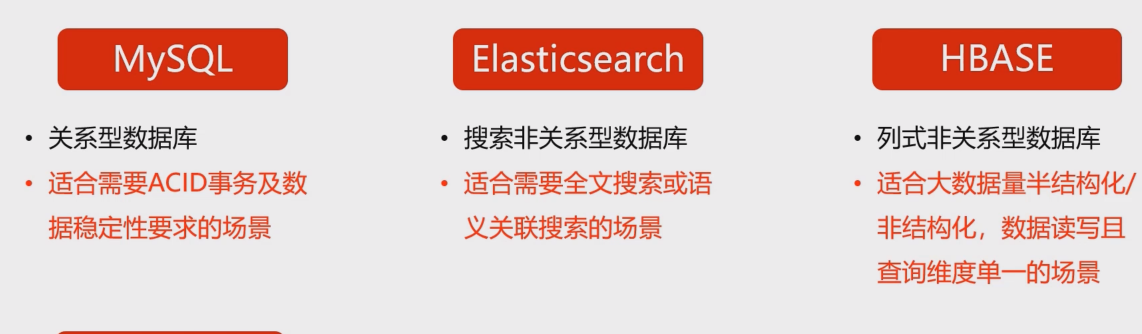 MySQL
• 关系型数据库
• 适合需要ACID事务及数
据稳定性要求的场景
Elasticsearch
• 搜索非关系型数据库
• 适合需要全文搜索或语
义关联搜索的场景
HBASE
• 列式非关系型数据库
• 适合大数据量半结构化/
非结构化，数据读写且
查询维度单一的场景